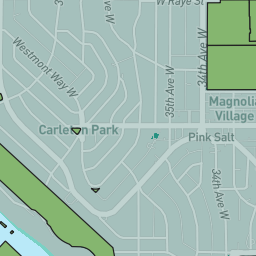 W Raye St
34th Ave W
Westmont Way W
35th Ave W
Magnolia
Village
Carleton Park
Pink Salt
34th Ave W